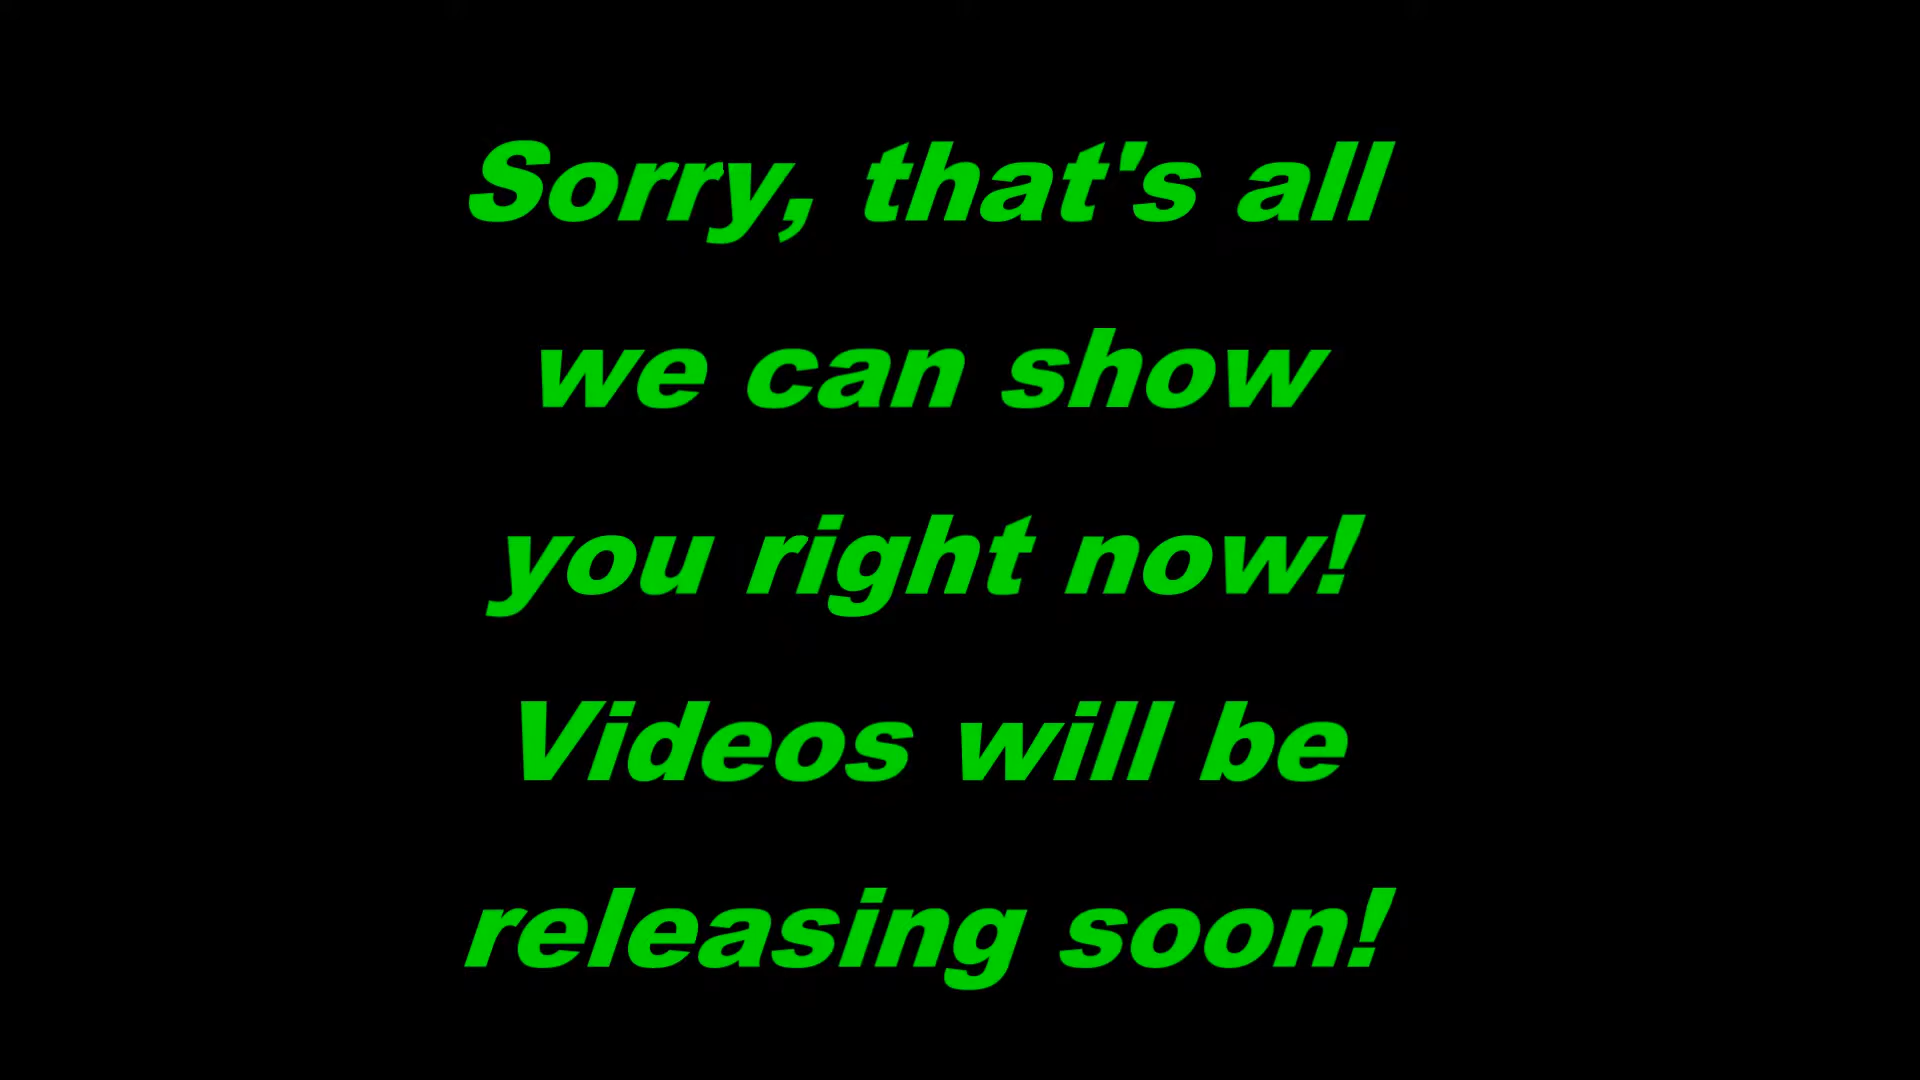 Sorry, that's all
we can show
you right now!
Videos will be
releasing soon!